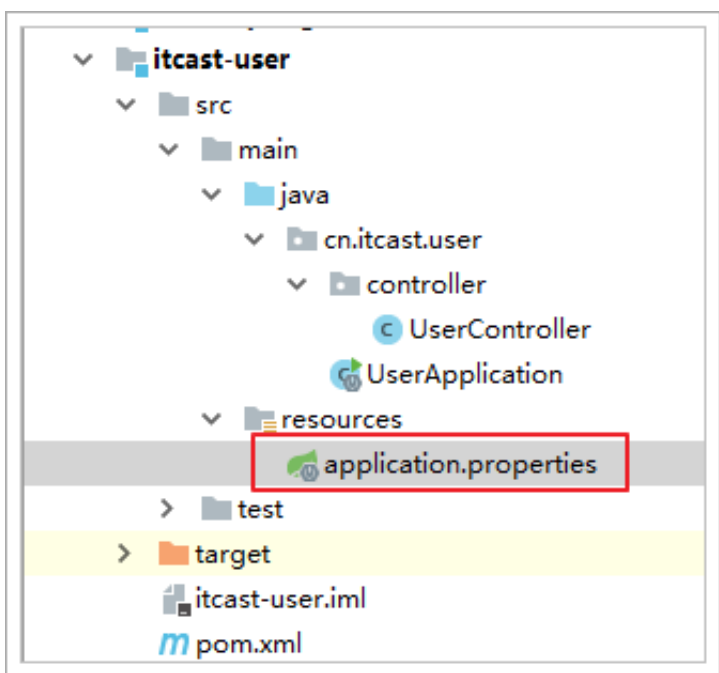 itcast-user
src
main
java
cn.itcast.user
controller
UserController
UserApplication
resources
application.properties
test
target
itcast-user.iml
pom.xml